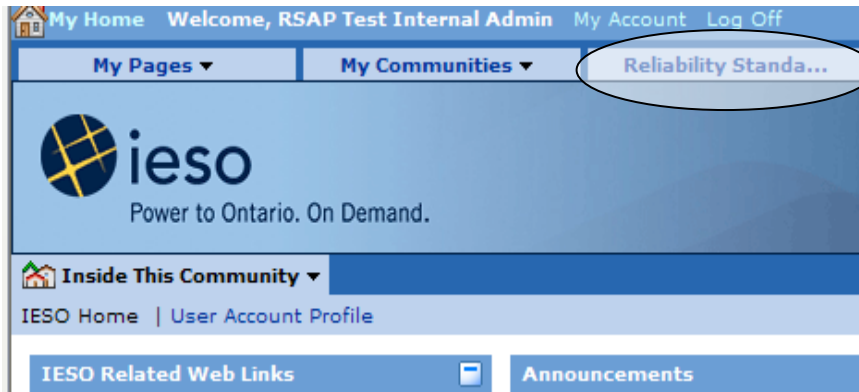 My Home Welcome, RSAP Test Internal Admin My Account Log Off
My Pages ▼ My Communities ▼ Reliability Standa...
ieso
Power to Ontario. On Demand.
Inside This Community ▼
IESO Home | User Account Profile
IESO Related Web Links Announcements